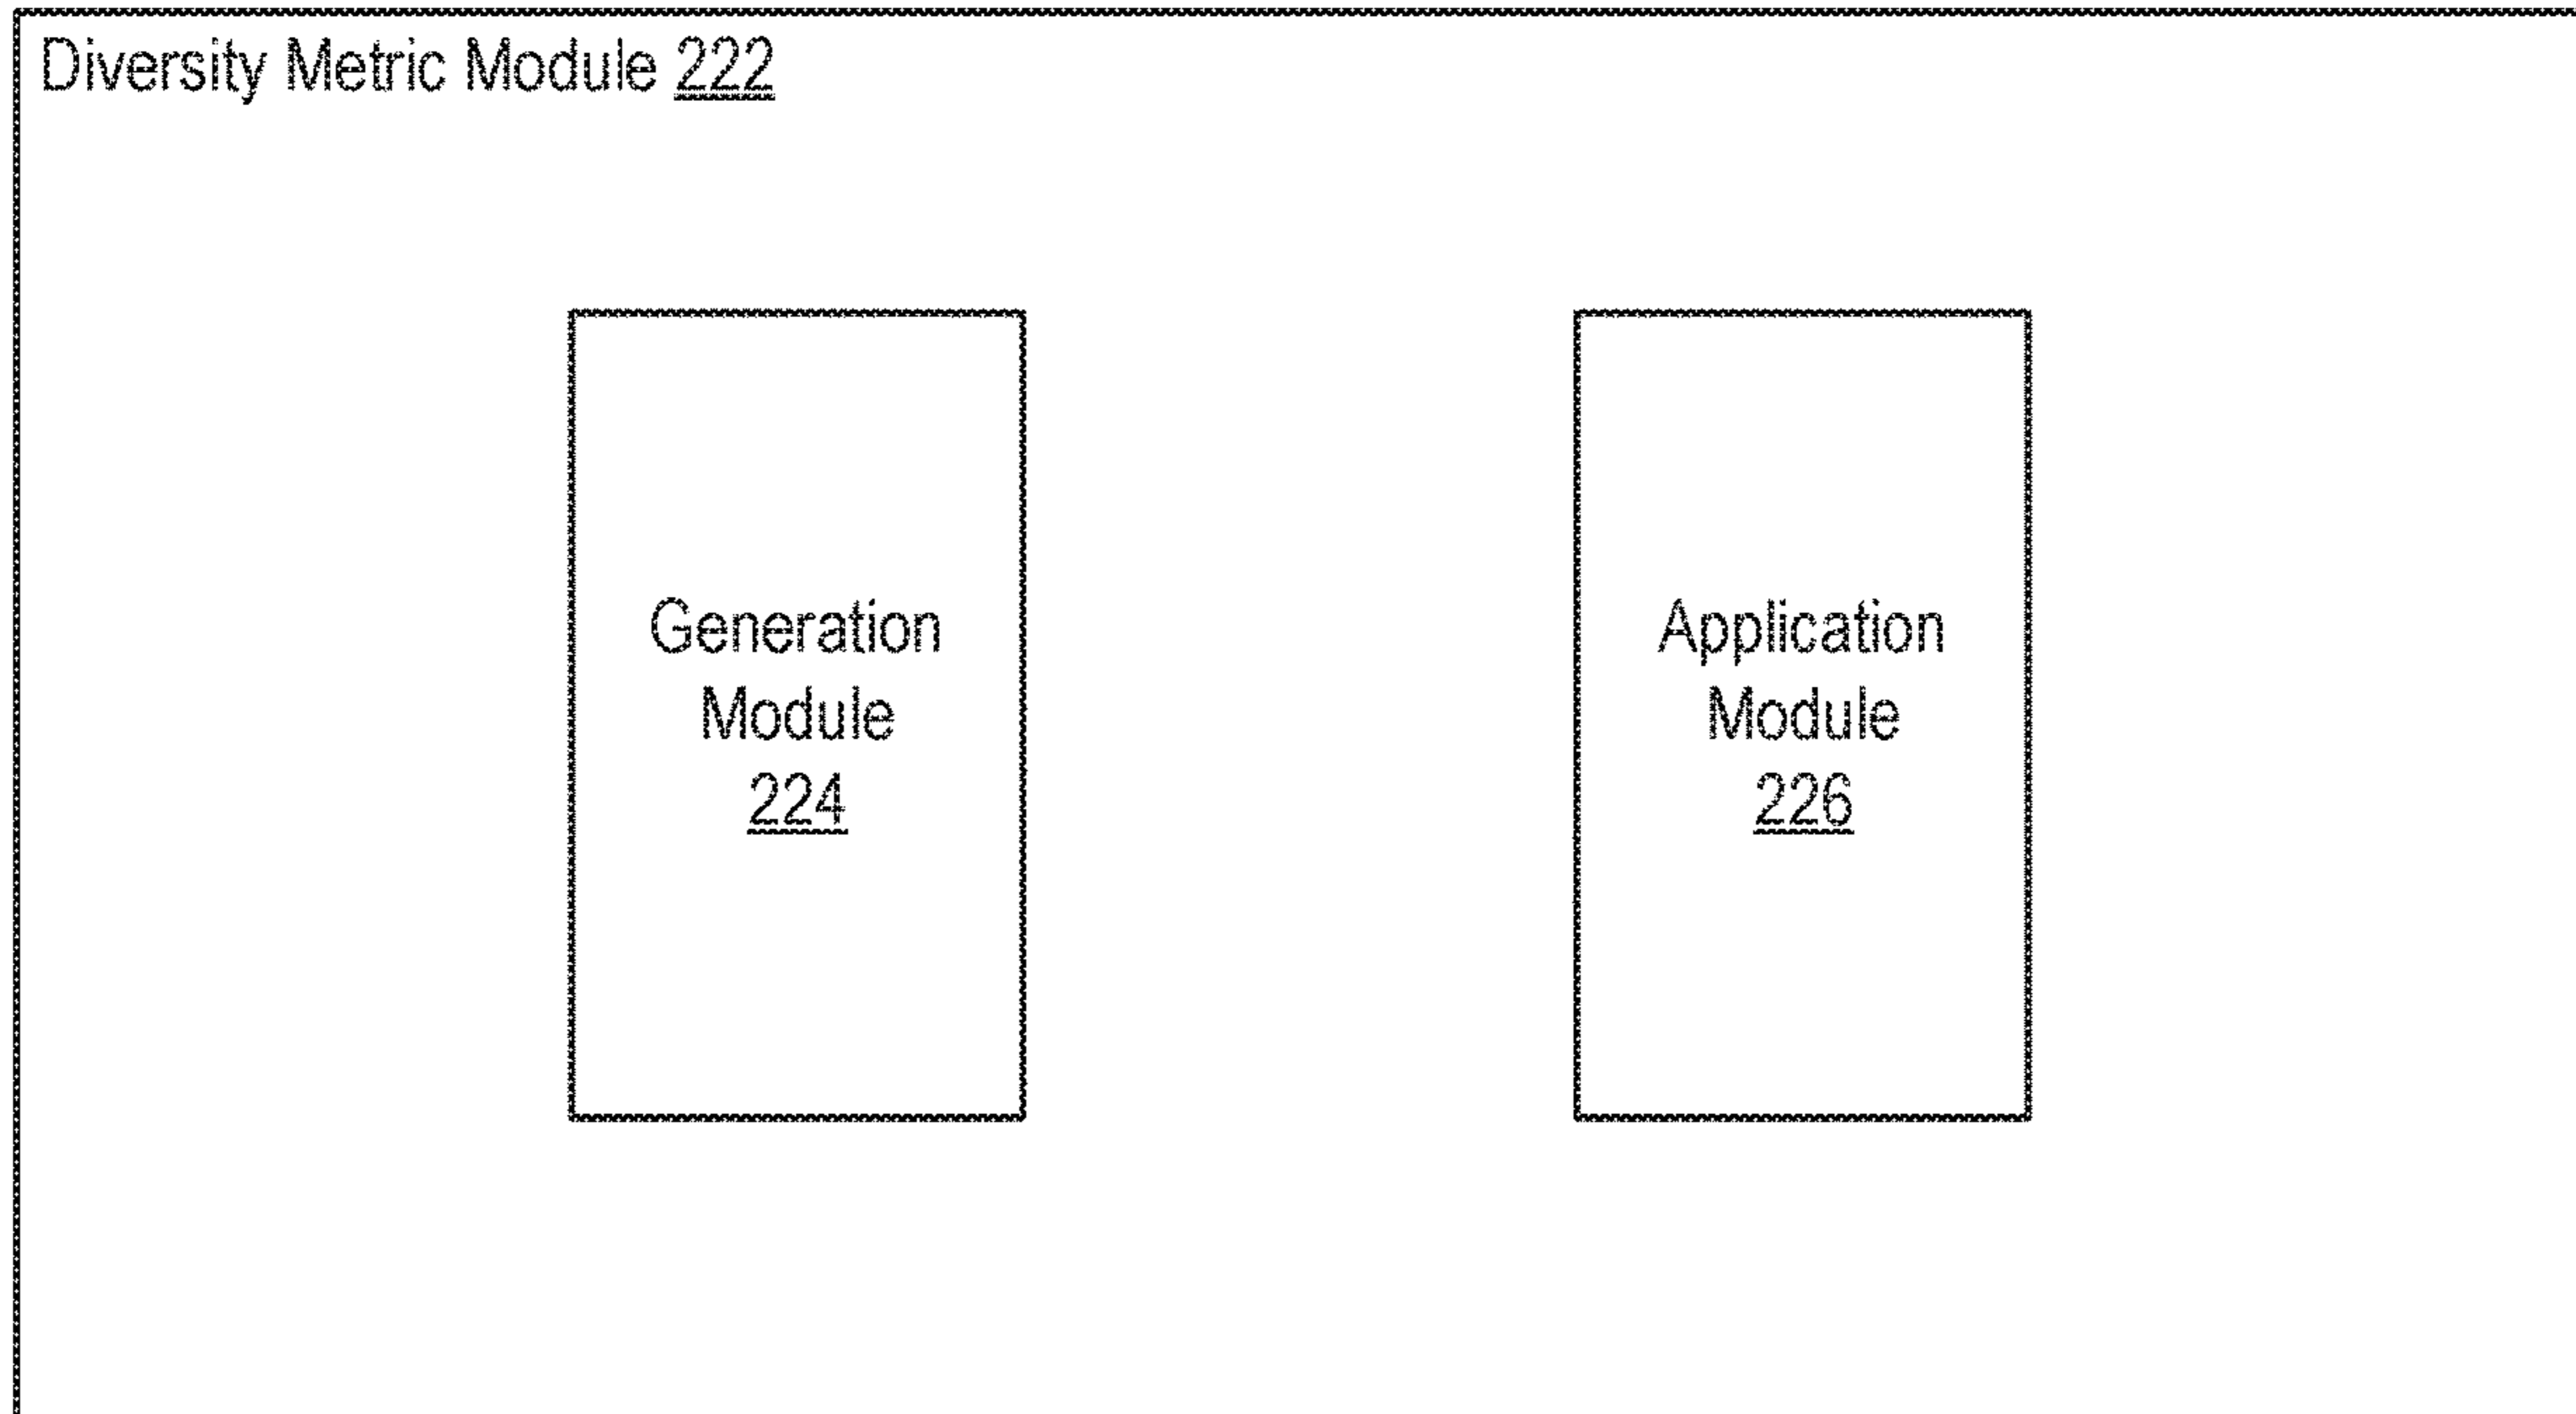 Diversity Metric Module 222
Generation
Module
224
Application
Module
226